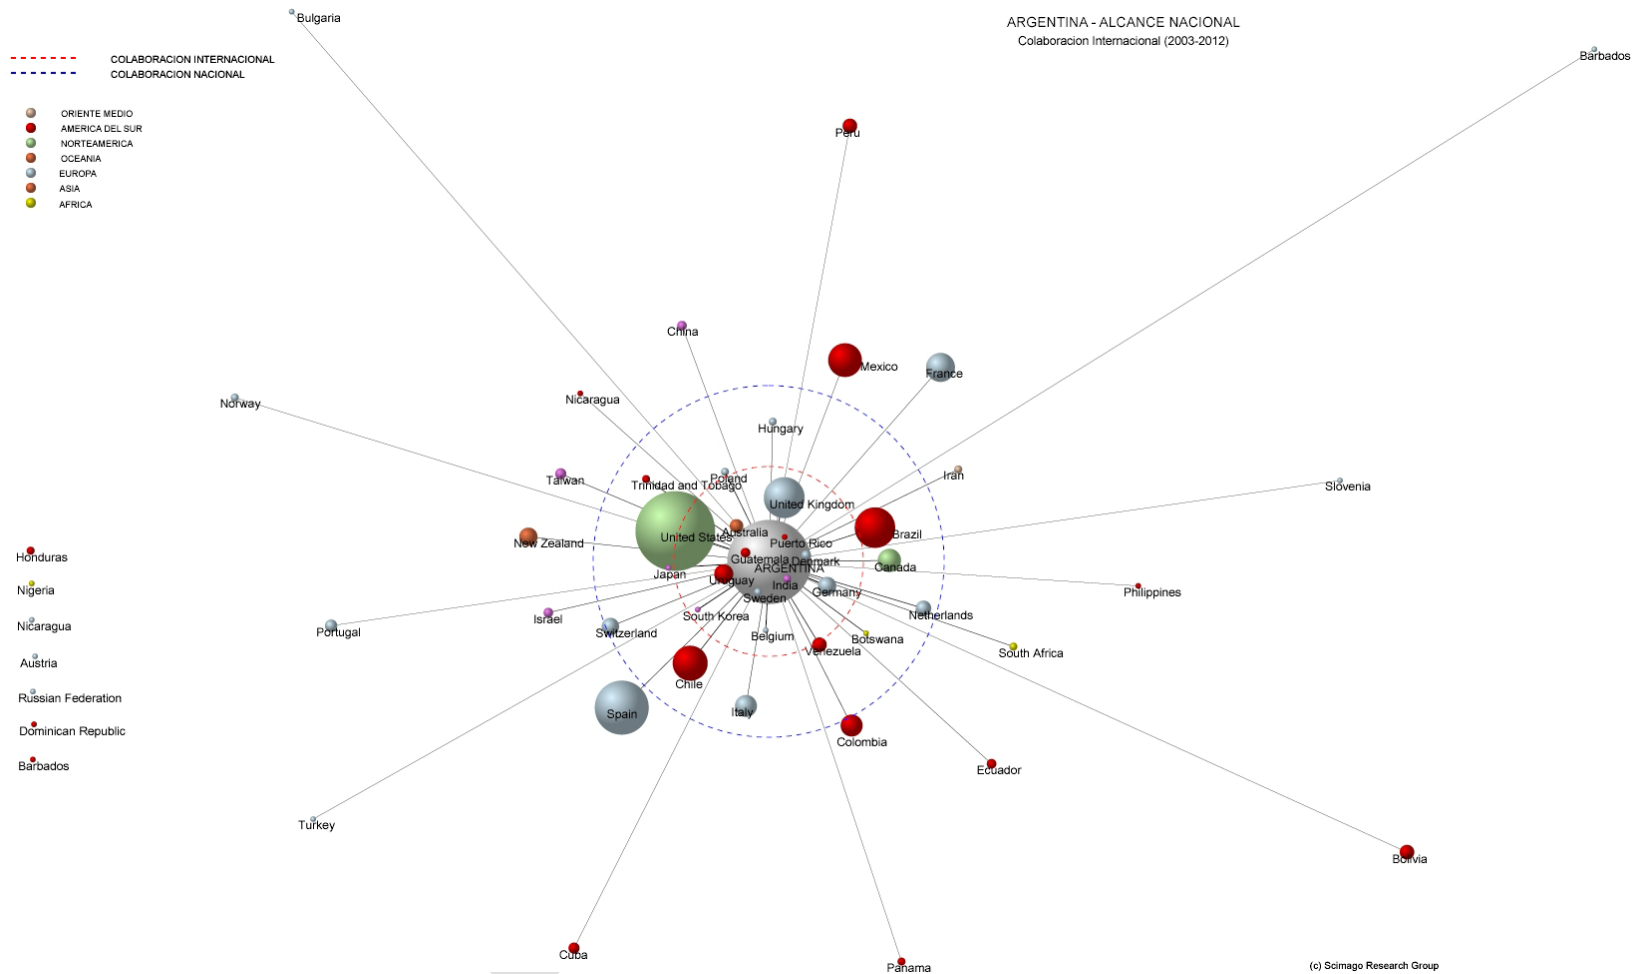 Bulgaria
ARGENTINA - ALCANCE NACIONAL
Colaboracion Internacional (2003-2012)
Barbados
COLABORACION INTERNACIONAL
COLABORACION NACIONAL
ORIENTE MEDIO
AMERICA DEL SUR
NORTEAMERICA
OCEANIA
EUROPA
ASIA
AFRICA
Peru
China
Mexico
France
Nicaragua
Norway
Hungary
Iran
Poland
Taiwan
Trinidad and Tobago
Slovenia
United Kingdom
Australia
Brazil
United States
New Zealand
Puerto Rico
Guatemala
Denmark
Canada
ARGENTINA
Japan
Uruguay
India
Germany
Philippines
Sweden
Netherlands
South Korea
Israel
Switzerland
Portugal
Belgium
Botswana
Venezuela
South Africa
Chile
Spain
Italy
Colombia
Ecuador
Honduras
Nigeria
Nicaragua
Austria
Russian Federation
Dominican Republic
Barbados
Turkey
Bolivia
Cuba
Panama
(c) Scimago Research Group